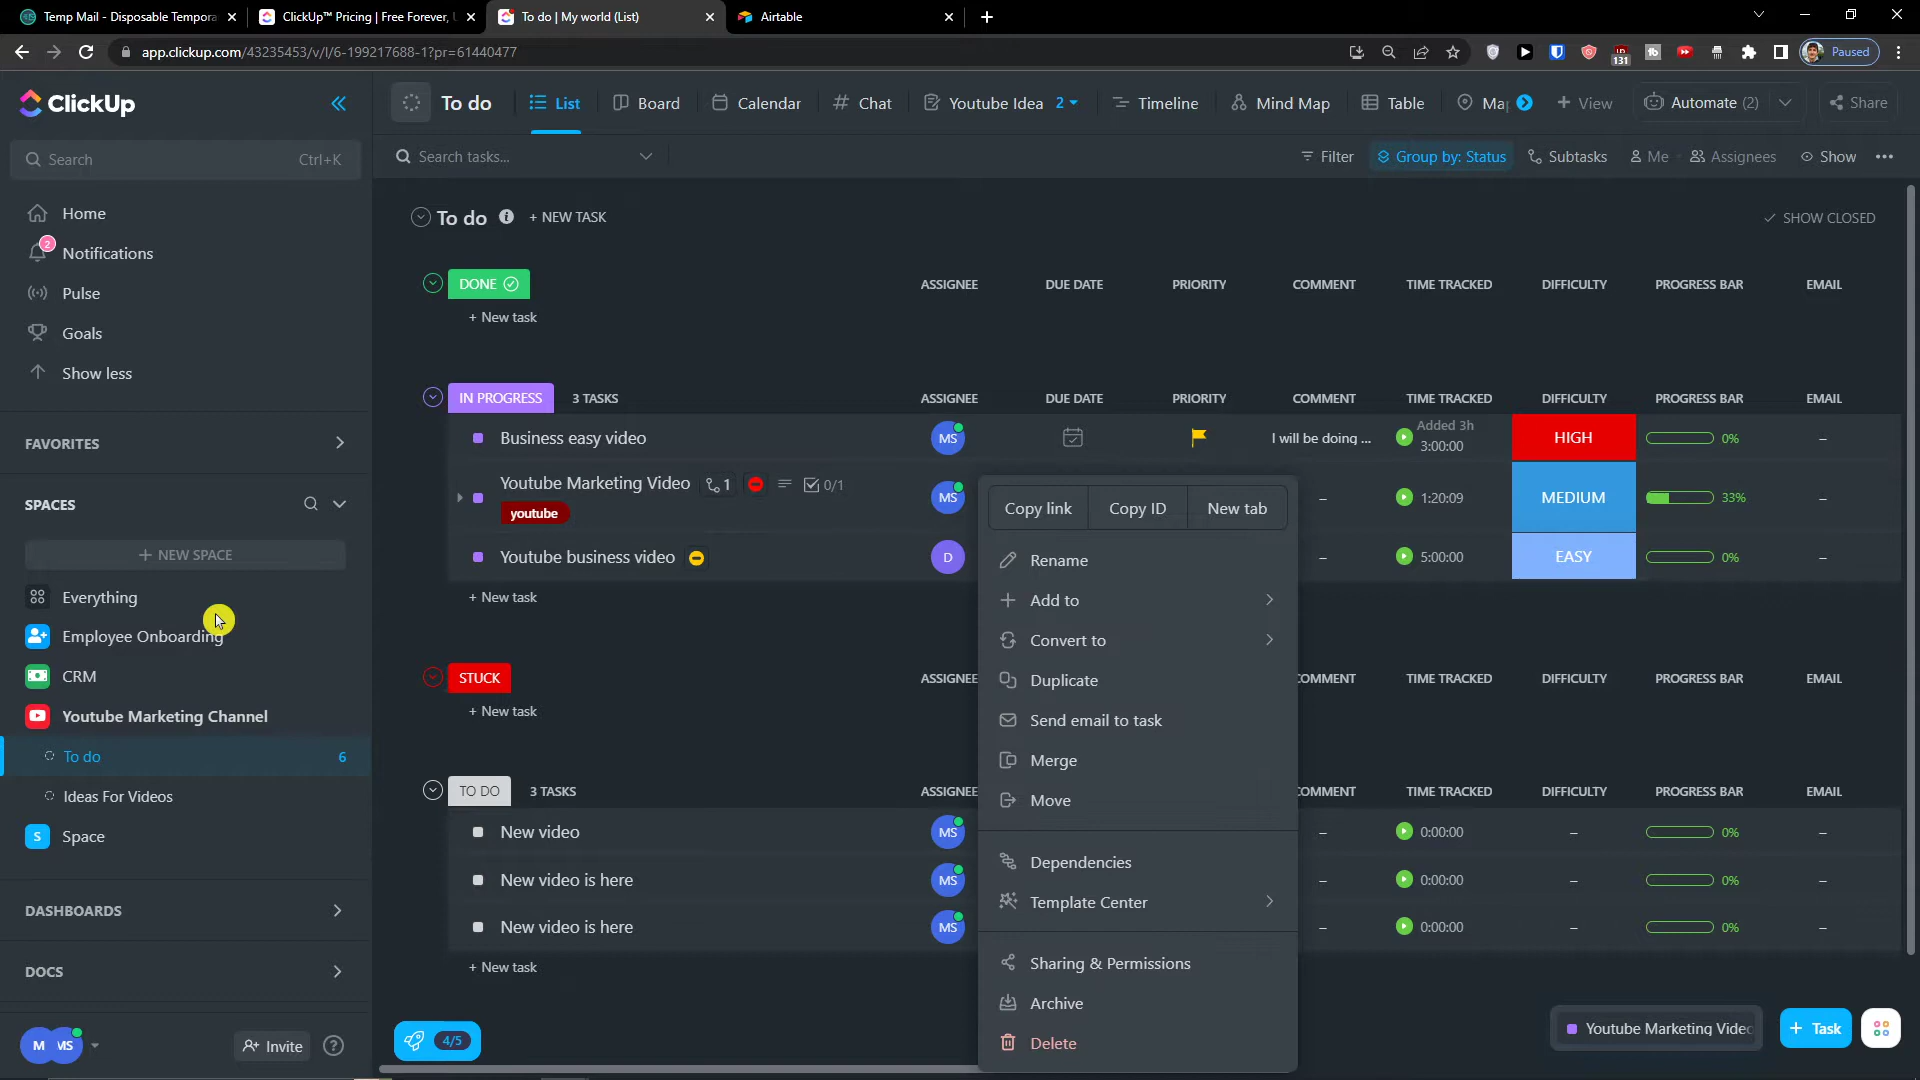 Temp Mail - Disposable Tempora
ClickUp™ Pricing | Free Forever, U
To do | My world (List)
Airtable
app.clickup.com/43235453/v/l/6-199217688-1?pr=61440477
131
Paused
ClickUp
To do
List
Board
Calendar
Chat
Youtube Idea 2
Timeline
Mind Map
Table
Map
+ View
Automate (2)
Share
Search Ctrl+K
Search tasks...
Filter
Group by: Status
Subtasks
Me
Assignees
Show
Home
2
Notifications
Pulse
Goals
Show less
FAVORITES
SPACES
+ NEW SPACE
Everything
Employee Onboarding
CRM
Youtube Marketing Channel
To do 6
Ideas For Videos
S Space
DASHBOARDS
DOCS
M MS
Invite
To do + NEW TASK
SHOW CLOSED
DONE ASSIGNEE DUE DATE PRIORITY COMMENT TIME TRACKED DIFFICULTY PROGRESS BAR EMAIL
+ New task
IN PROGRESS 3 TASKS ASSIGNEE DUE DATE PRIORITY COMMENT TIME TRACKED DIFFICULTY PROGRESS BAR EMAIL
Business easy video MS I will be doing ... Added 3h 3:00:00 HIGH 0% –
Youtube Marketing Video 1 0/1 MS – 1:20:09 MEDIUM 33% –
youtube
Youtube business video D – 5:00:00 EASY 0% –
+ New task
STUCK ASSIGNEE COMMENT TIME TRACKED DIFFICULTY PROGRESS BAR EMAIL
+ New task
TO DO 3 TASKS ASSIGNEE COMMENT TIME TRACKED DIFFICULTY PROGRESS BAR EMAIL
New video MS – 0:00:00 – 0% –
New video is here MS – 0:00:00 – 0% –
New video is here MS – 0:00:00 – 0% –
+ New task
Copy link
Copy ID
New tab
Rename
Add to
Convert to
Duplicate
Send email to task
Merge
Move
Dependencies
Template Center
Sharing & Permissions
Archive
Delete
4/5
Youtube Marketing Videc
+ Task